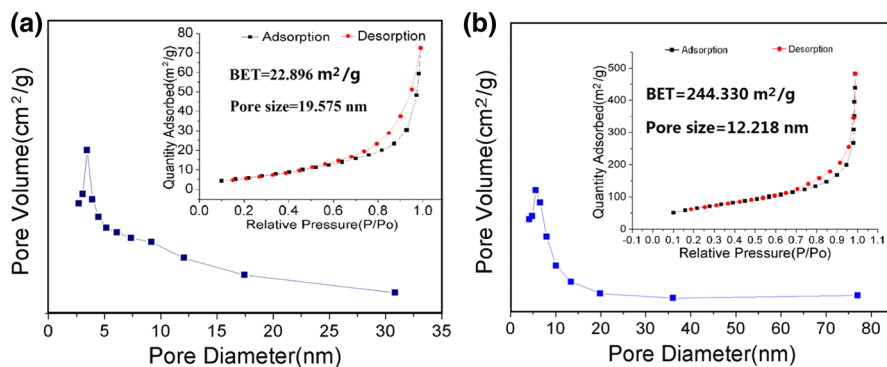 (a)
Pore Volume(cm²/g)
Quantity Adsorbed(m²/g)
80
70
60
50
40
30
20
10
0
Adsorption
Desorption
BET=22.896 m²/g
Pore size=19.575 nm
0.0 0.2 0.4 0.6 0.8 1.0
Relative Pressure(P/Po)
0 5 10 15 20 25 30 35
Pore Diameter(nm)
(b)
Pore Volume(cm²/g)
Quantity Adsorbed(m²/g)
500
400
300
200
100
0
Adsorption
Desorption
BET=244.330 m²/g
Pore size=12.218 nm
-0.1 0.0 0.1 0.2 0.3 0.4 0.5 0.6 0.7 0.8 0.9 1.0 1.1
Relative Pressure(P/Po)
0 10 20 30 40 50 60 70 80
Pore Diameter(nm)